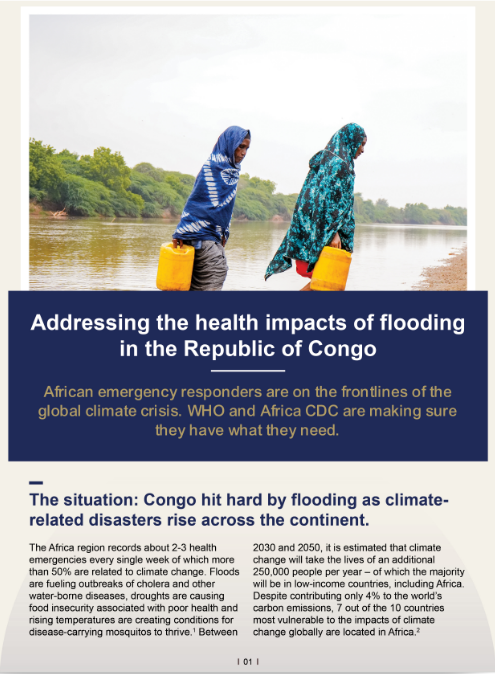 Addressing the health impacts of flooding
in the Republic of Congo
African emergency responders are on the frontlines of the
global climate crisis. WHO and Africa CDC are making sure
they have what they need.
The situation: Congo hit hard by flooding as climate-
related disasters rise across the continent.
The Africa region records about 2-3 health
emergencies every single week of which more
than 50% are related to climate change. Floods
are fueling outbreaks of cholera and other
water-borne diseases, droughts are causing
food insecurity associated with poor health and
rising temperatures are creating conditions for
disease-carrying mosquitos to thrive.¹ Between
2030 and 2050, it is estimated that climate
change will take the lives of an additional
250,000 people per year – of which the majority
will be in low-income countries, including Africa.
Despite contributing only 4% to the world's
carbon emissions, 7 out of the 10 countries
most vulnerable to the impacts of climate
change globally are located in Africa.²
| 01 |